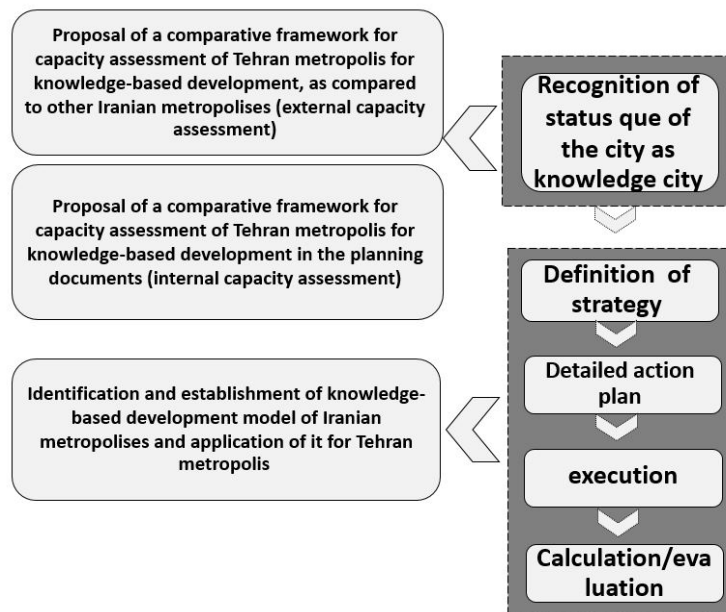 Proposal of a comparative framework for
capacity assessment of Tehran metropolis for
knowledge-based development, as compared
to other Iranian metropolises (external capacity
assessment)
Recognition of
status que of
the city as
knowledge city
Proposal of a comparative framework for
capacity assessment of Tehran metropolis for
knowledge-based development in the planning
documents (internal capacity assessment)
Definition of
strategy
Detailed action
plan
Identification and establishment of knowledge-
based development model of Iranian
metropolises and application of it for Tehran
metropolis
execution
Calculation/eva
luation